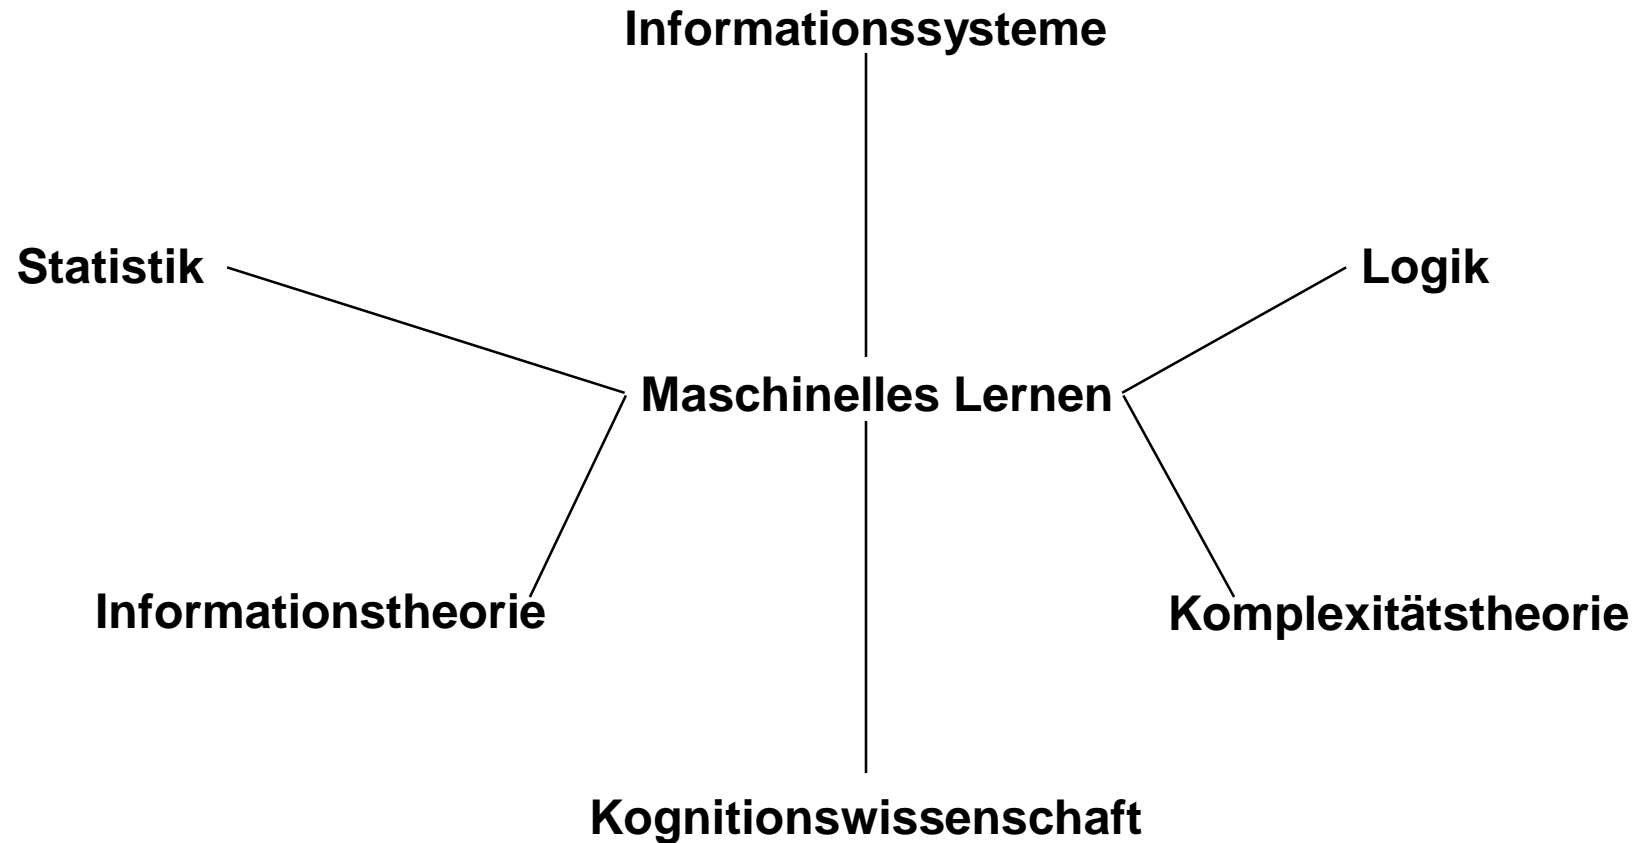 Informationssysteme
Statistik
Logik
Maschinelles Lernen
Informationstheorie
Komplexitätstheorie
Kognitionswissenschaft